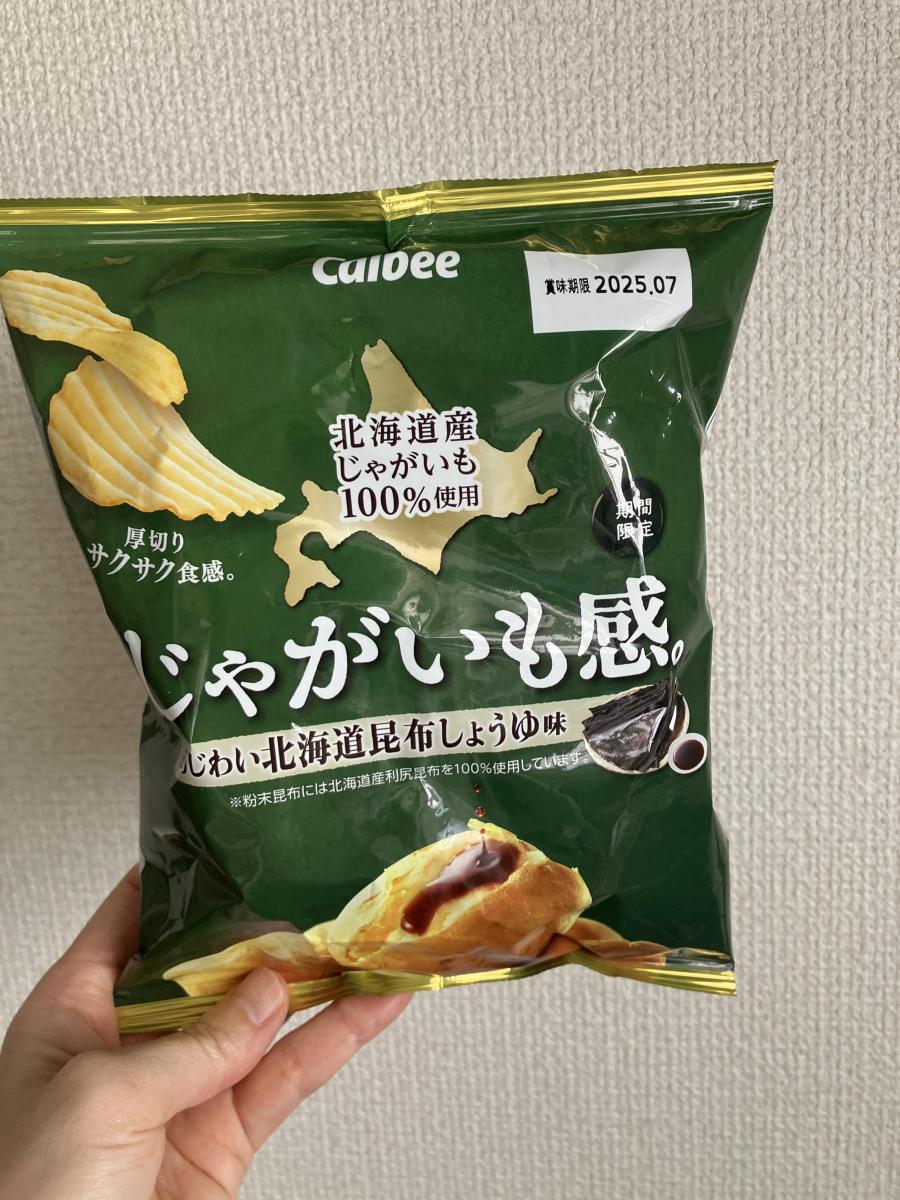 Calbee
賞味期限 2025.07
北海道産
じゃがいも
100%使用
期間
限定
厚切り
サクサク食感。
じゃがいも感。
じわい北海道昆布しょうゆ味
※粉末昆布には北海道産利尻昆布を100%使用しています。